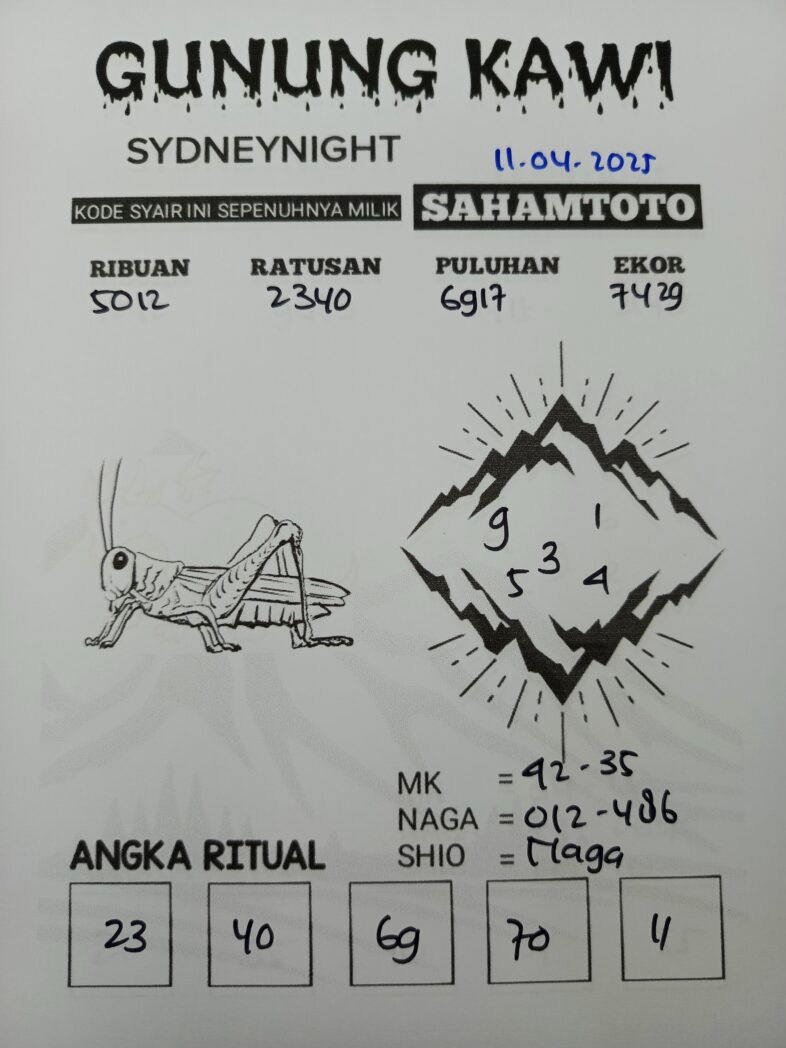 GUNUNG KAWI
SYDNEYNIGHT
11.04.2025
KODE SYAIR INI SEPENUHNYA MILIK SAHAMTOTO
RIBUAN RATUSAN PULUHAN EKOR
5012 2340 6917 7429
9 1
3
5 4
MK = 92-35
NAGA = 012-486
SHIO = Naga
ANGKA RITUAL
23 40 69 70 11